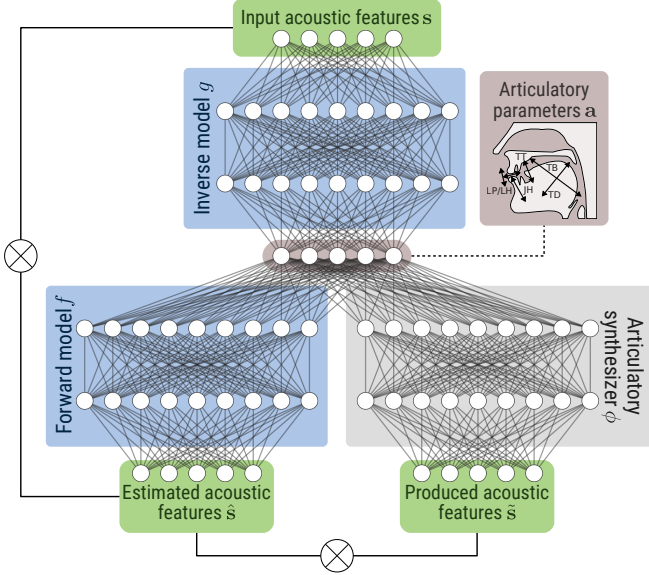 Input acoustic features s
Inverse model g
Articulatory
parameters a
TT
TB
LP/LH
JH
TD
Forward model f
Articulatory
synthesizer ϕ
Estimated acoustic
features ŝ
Produced acoustic
features s̃